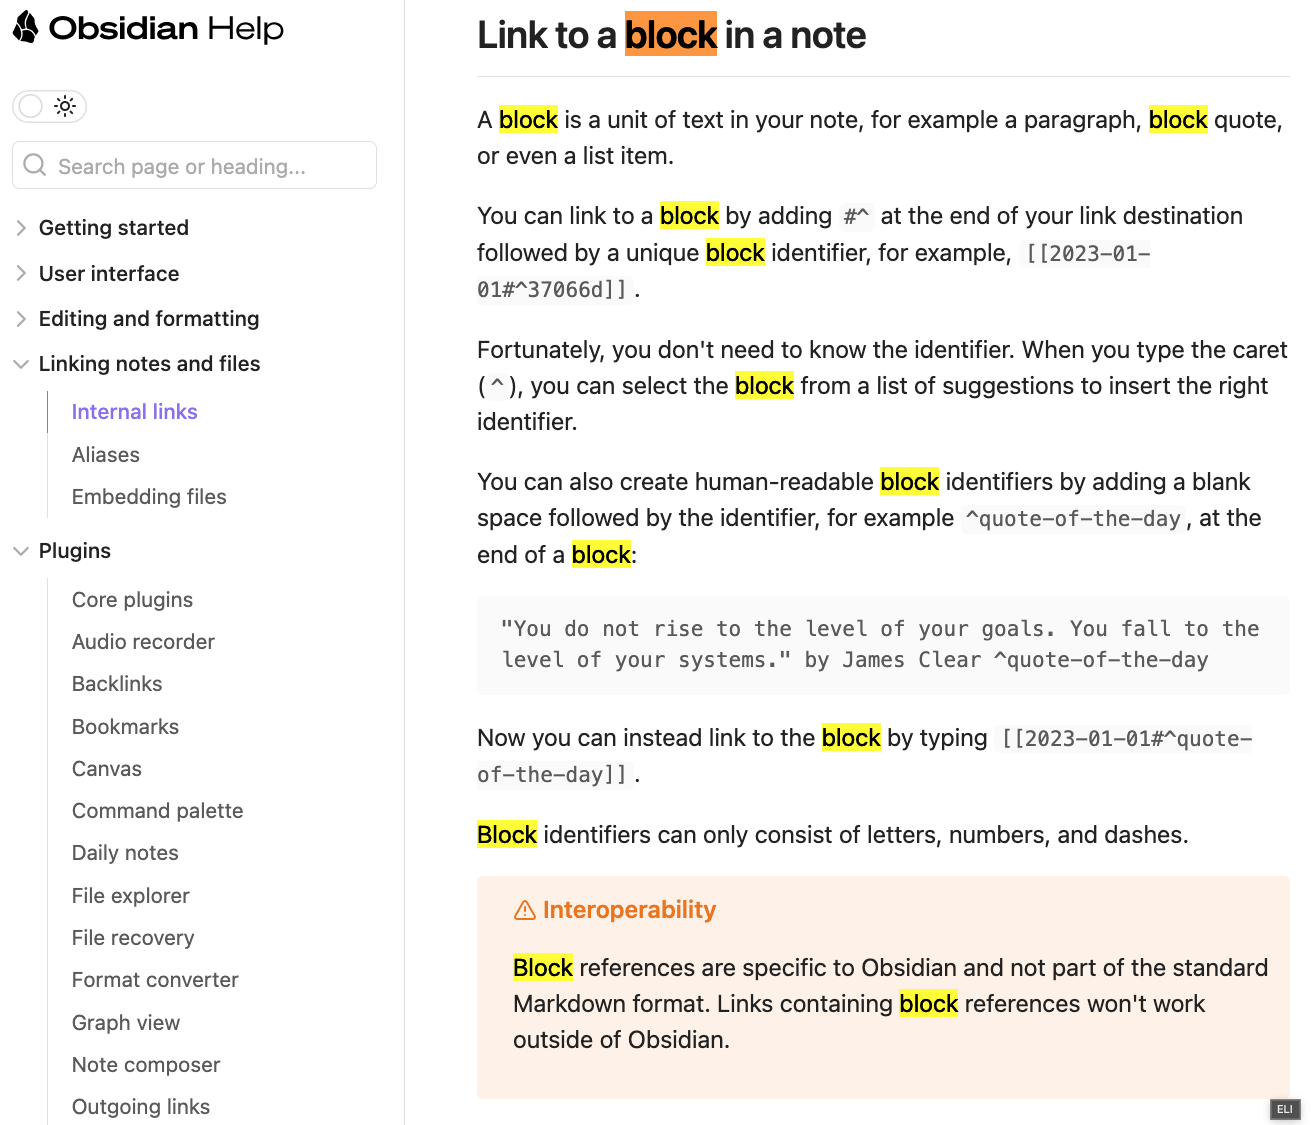 Obsidian Help
Search page or heading...
Getting started
User interface
Editing and formatting
Linking notes and files
Internal links
Aliases
Embedding files
Plugins
Core plugins
Audio recorder
Backlinks
Bookmarks
Canvas
Command palette
Daily notes
File explorer
File recovery
Format converter
Graph view
Note composer
Outgoing links
Link to a block in a note
A block is a unit of text in your note, for example a paragraph, block quote,
or even a list item.
You can link to a block by adding #^ at the end of your link destination
followed by a unique block identifier, for example, [[2023-01-
01#^37066d]].
Fortunately, you don't need to know the identifier. When you type the caret
(^), you can select the block from a list of suggestions to insert the right
identifier.
You can also create human-readable block identifiers by adding a blank
space followed by the identifier, for example ^quote-of-the-day, at the
end of a block:
"You do not rise to the level of your goals. You fall to the
level of your systems." by James Clear ^quote-of-the-day
Now you can instead link to the block by typing [[2023-01-01#^quote-
of-the-day]].
Block identifiers can only consist of letters, numbers, and dashes.
Interoperability
Block references are specific to Obsidian and not part of the standard
Markdown format. Links containing block references won't work
outside of Obsidian.
ELI